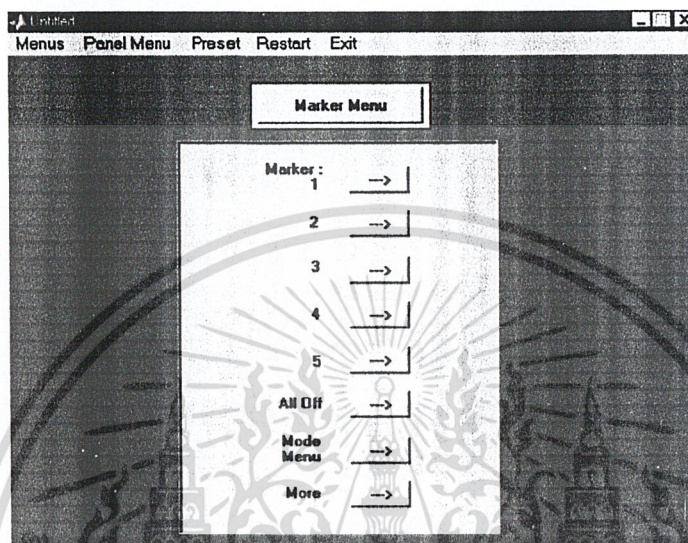 Untitled
Menus Panel Menu Preset Restart Exit
Marker Menu
Marker :
1 --->
2 --->
3 --->
4 --->
5 --->
All Off --->
Mode
Menu --->
More --->